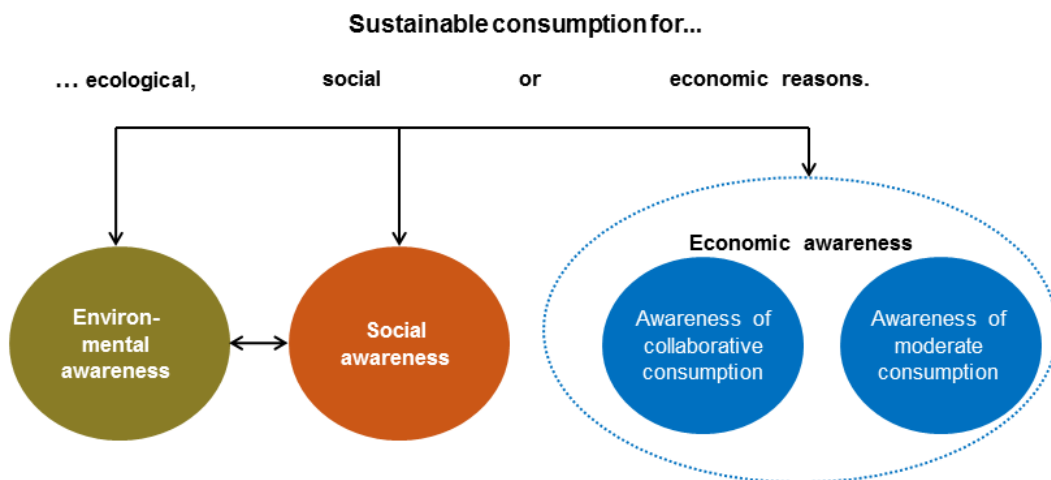 Sustainable consumption for...
... ecological, social or economic reasons.
Economic awareness
Environ-
mental
awareness
Social
awareness
Awareness of
collaborative
consumption
Awareness of
moderate
consumption